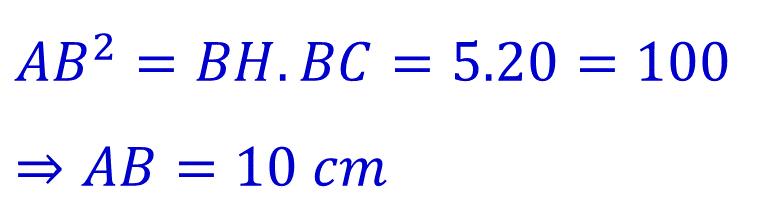 AB² = BH. BC = 5.20 = 100
⇒ AB = 10 cm